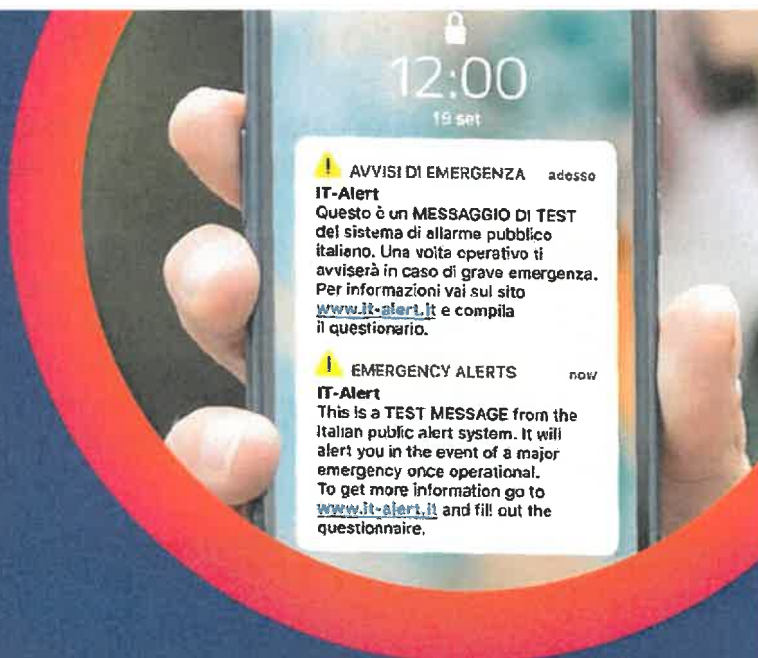 12:00
19 set
AVVISI DI EMERGENZA adesso
IT-Alert
Questo è un MESSAGGIO DI TEST
del sistema di allarme pubblico
italiano. Una volta operativo ti
avviserà in caso di grave emergenza.
Per informazioni vai sul sito
www.it-alert.it e compila
il questionario.
EMERGENCY ALERTS now
IT-Alert
This is a TEST MESSAGE from the
Italian public alert system. It will
alert you in the event of a major
emergency once operational.
To get more information go to
www.it-alert.it and fill out the
questionnaire.